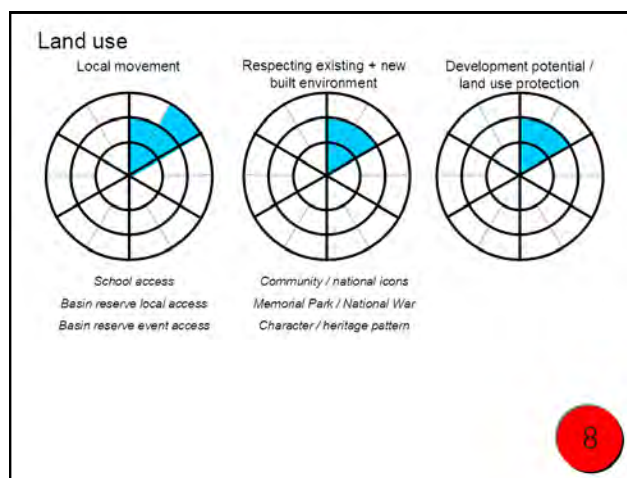 Land use
Local movement
Respecting existing + new
built environment
Development potential /
land use protection
School access
Basin reserve local access
Basin reserve event access
Community / national icons
Memorial Park / National War
Character / heritage pattern
8